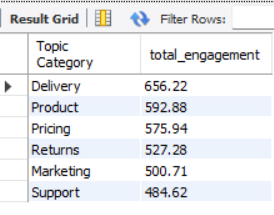 Result Grid Filter Rows:
Topic
Category total_engagement
Delivery 656.22
Product 592.88
Pricing 575.94
Returns 527.28
Marketing 500.71
Support 484.62